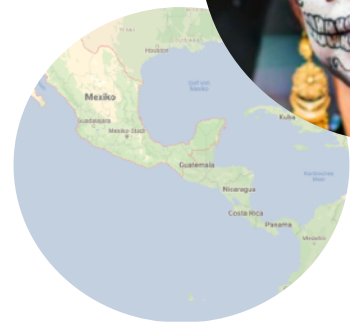 Houston
Mexiko
Kuba
Guadalajara
Mexiko-Stadt
Guatemala
Nicaragua
Costa Rica
Panama